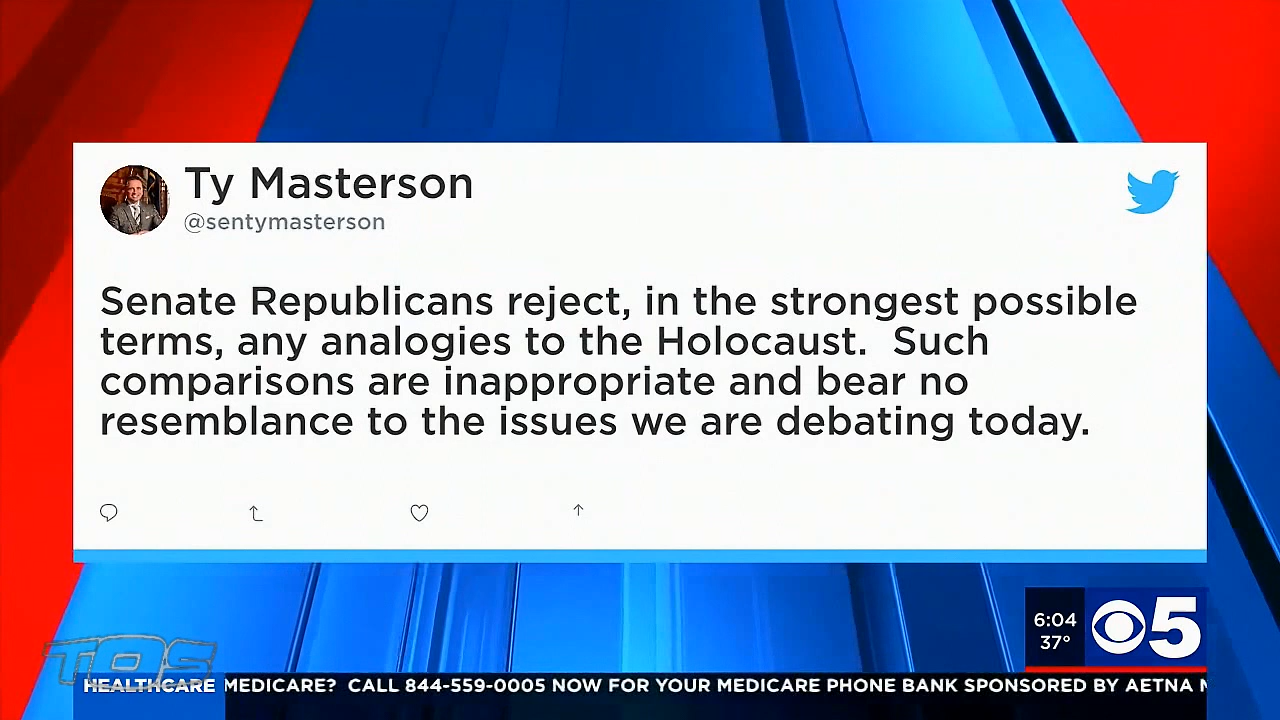 Ty Masterson
@sentymasterson
Senate Republicans reject, in the strongest possible
terms, any analogies to the Holocaust.  Such
comparisons are inappropriate and bear no
resemblance to the issues we are debating today.
6:04
37°
5
TOS
HEALTHCARE MEDICARE? CALL 844-559-0005 NOW FOR YOUR MEDICARE PHONE BANK SPONSORED BY AETNA